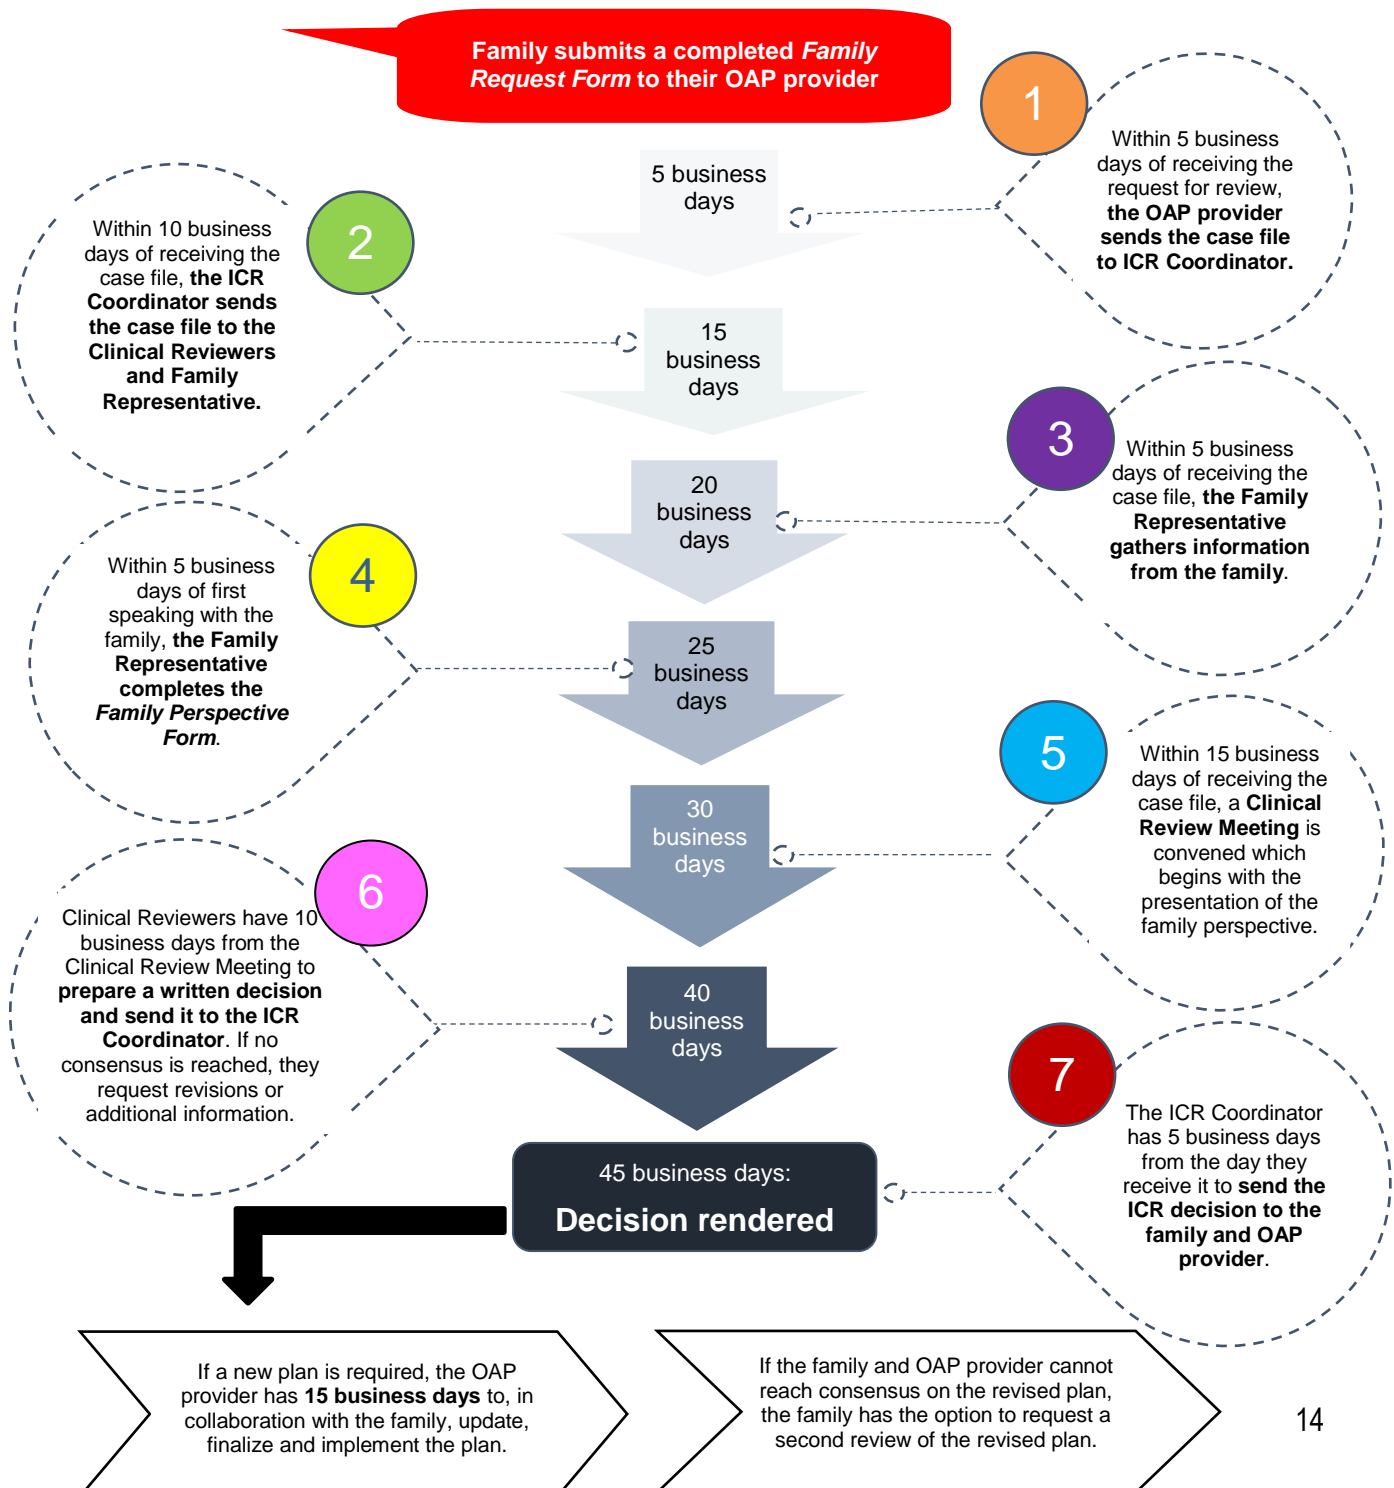 Family submits a completed Family
Request Form to their OAP provider
1
Within 5 business
days of receiving the
request for review,
the OAP provider
sends the case file
to ICR Coordinator.
5 business
days
2
Within 10 business
days of receiving the
case file, the ICR
Coordinator sends
the case file to the
Clinical Reviewers
and Family
Representative.
15
business
days
3
Within 5 business
days of receiving the
case file, the Family
Representative
gathers information
from the family.
20
business
days
4
Within 5 business
days of first
speaking with the
family, the Family
Representative
completes the
Family Perspective
Form.
25
business
days
5
Within 15 business
days of receiving the
case file, a Clinical
Review Meeting is
convened which
begins with the
presentation of the
family perspective.
30
business
days
6
Clinical Reviewers have 10
business days from the
Clinical Review Meeting to
prepare a written decision
and send it to the ICR
Coordinator. If no
consensus is reached, they
request revisions or
additional information.
40
business
days
7
The ICR Coordinator
has 5 business days
from the day they
receive it to send the
ICR decision to the
family and OAP
provider.
45 business days:
Decision rendered
If a new plan is required, the OAP
provider has 15 business days to, in
collaboration with the family, update,
finalize and implement the plan.
If the family and OAP provider cannot
reach consensus on the revised plan,
the family has the option to request a
second review of the revised plan.
14